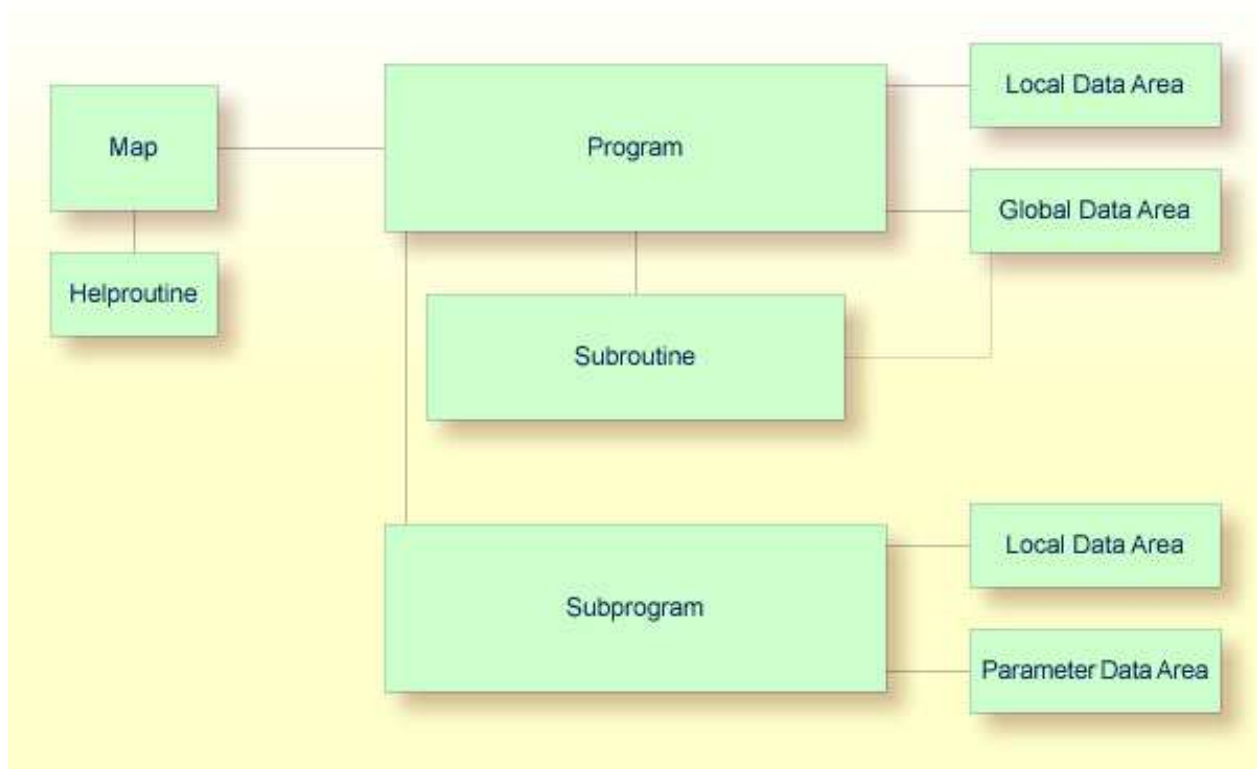 Local Data Area
Map
Program
Global Data Area
Helproutine
Subroutine
Local Data Area
Subprogram
Parameter Data Area